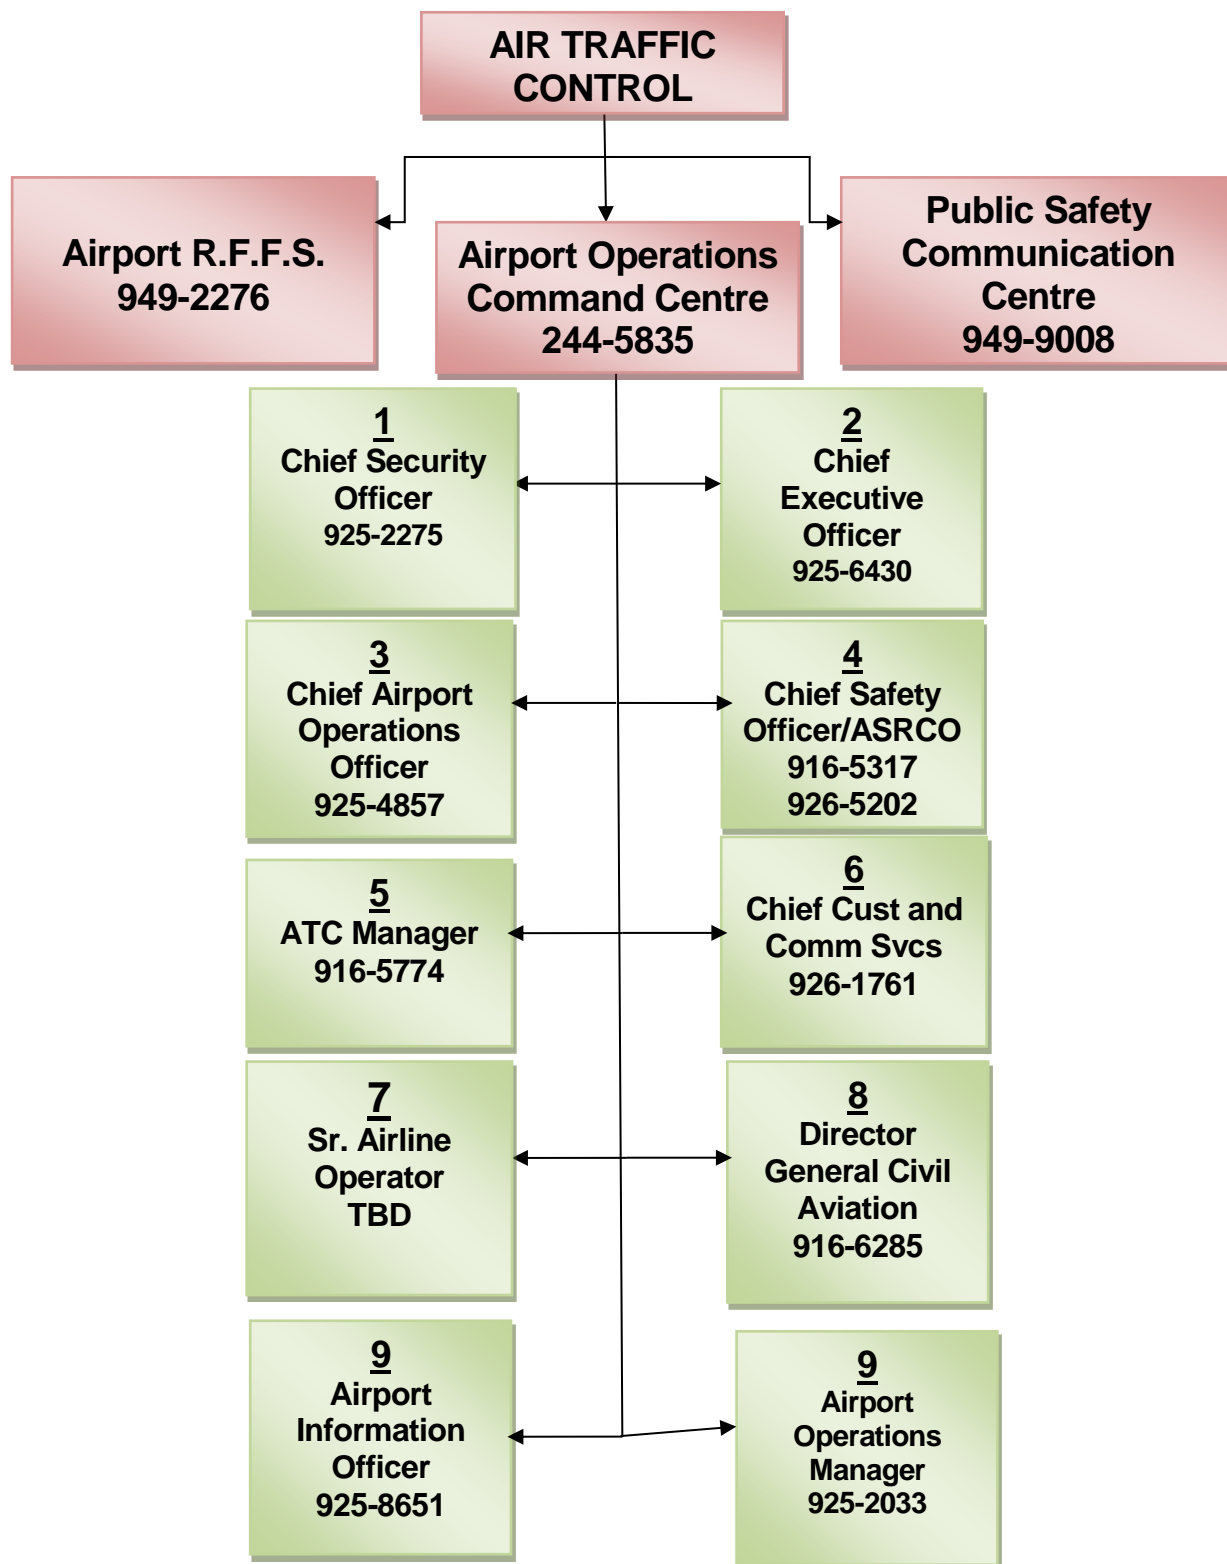 AIR TRAFFIC
CONTROL
Airport R.F.F.S.
949-2276
Airport Operations
Command Centre
244-5835
Public Safety
Communication
Centre
949-9008
1
Chief Security
Officer
925-2275
2
Chief
Executive
Officer
925-6430
3
Chief Airport
Operations
Officer
925-4857
4
Chief Safety
Officer/ASRCO
916-5317
926-5202
5
ATC Manager
916-5774
6
Chief Cust and
Comm Svcs
926-1761
7
Sr. Airline
Operator
TBD
8
Director
General Civil
Aviation
916-6285
9
Airport
Information
Officer
925-8651
9
Airport
Operations
Manager
925-2033